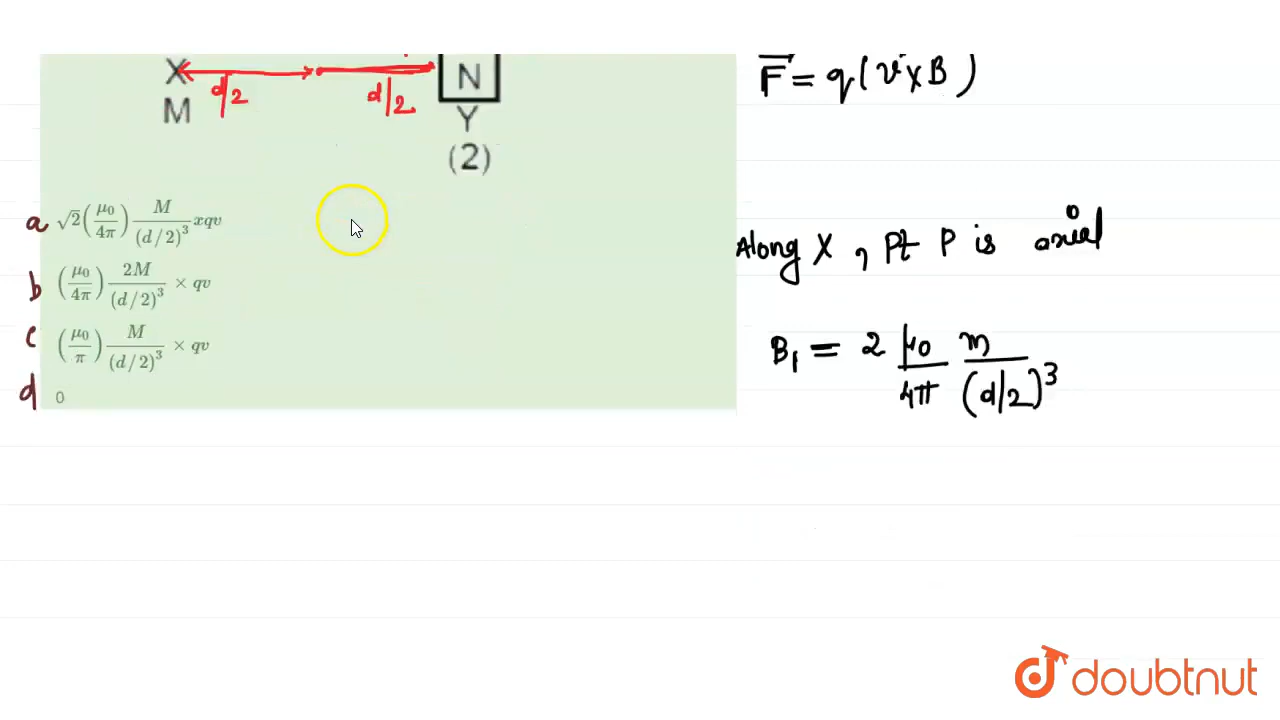 X d/2 d/2 N
M Y
(2)
a √2(μ0/4π) M/(d/2)^3 xqv
b (μ0/4π) 2M/(d/2)^3 × qv
c (μ0/π) M/(d/2)^3 × qv
d 0
F = q(v×B)
Along X, Pt P is axial
B1 = 2 μ0/4π m/(d/2)^3
doubtnut